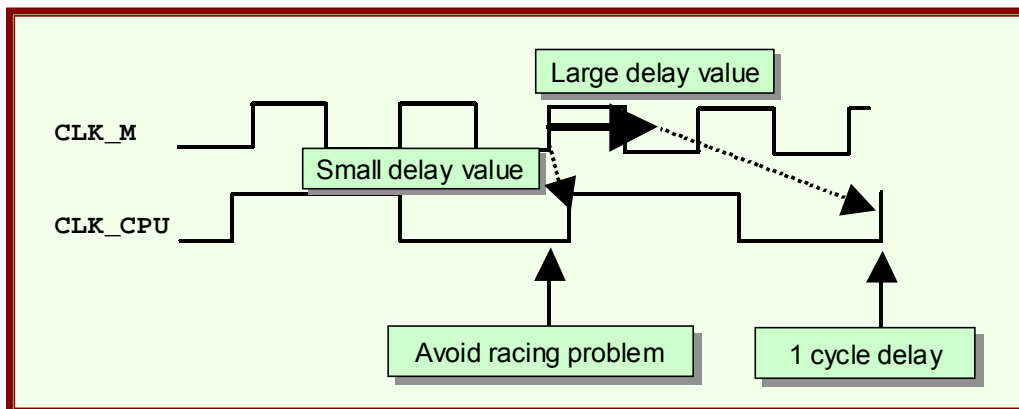 Large delay value
CLK_M
Small delay value
CLK_CPU
Avoid racing problem
1 cycle delay